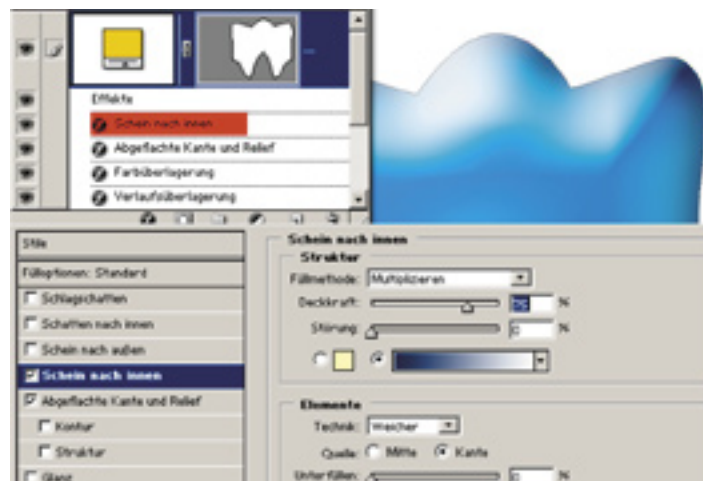 Effekte
Schein nach innen
Abgeflachte Kante und Relief
Farbüberlagerung
Verlaufsüberlagerung
Stile
Fülloptionen: Standard
Schlagschatten
Schatten nach innen
Schein nach außen
Schein nach innen
Abgeflachte Kante und Relief
Kontur
Struktur
Glanz
Schein nach innen
Struktur
Füllmethode: Multiplizieren
Deckkraft: 75 %
Störung: 0 %
Elemente
Technik: Weicher
Quelle: Mitte Kante
Unterfüllen: 0 %